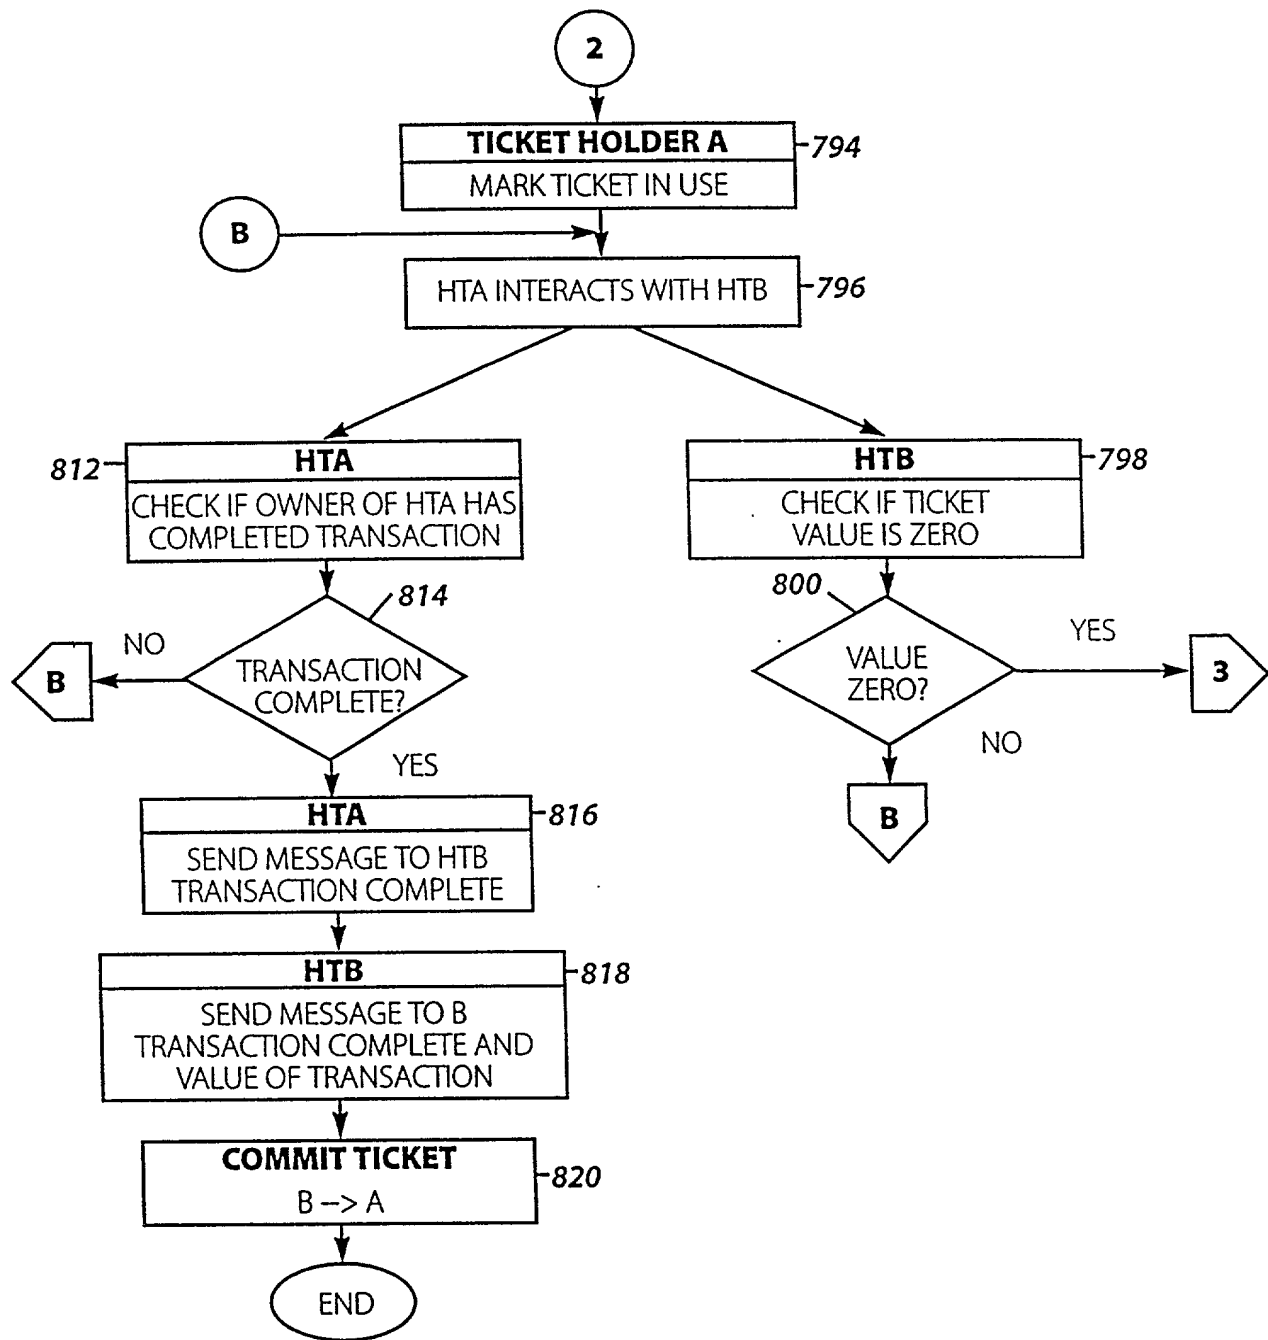 2
TICKET HOLDER A
794
MARK TICKET IN USE
B
HTA INTERACTS WITH HTB
796
812
HTA
CHECK IF OWNER OF HTA HAS
COMPLETED TRANSACTION
HTB
798
CHECK IF TICKET
VALUE IS ZERO
814
NO
B
TRANSACTION
COMPLETE?
YES
800
VALUE
ZERO?
YES
3
NO
B
HTA
816
SEND MESSAGE TO HTB
TRANSACTION COMPLETE
HTB
818
SEND MESSAGE TO B
TRANSACTION COMPLETE AND
VALUE OF TRANSACTION
COMMIT TICKET
820
B --> A
END